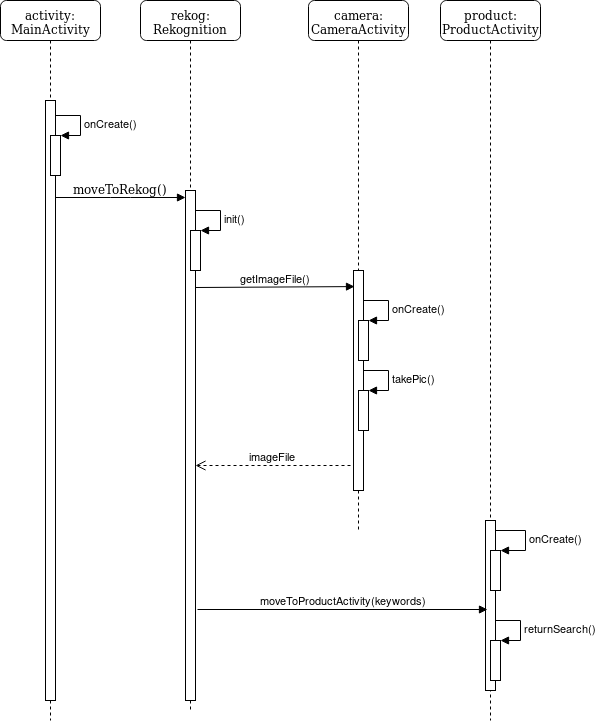 activity:
MainActivity
rekog:
Rekognition
camera:
CameraActivity
product:
ProductActivity
onCreate()
moveToRekog()
init()
getImageFile()
onCreate()
takePic()
imageFile
onCreate()
moveToProductActivity(keywords)
returnSearch()